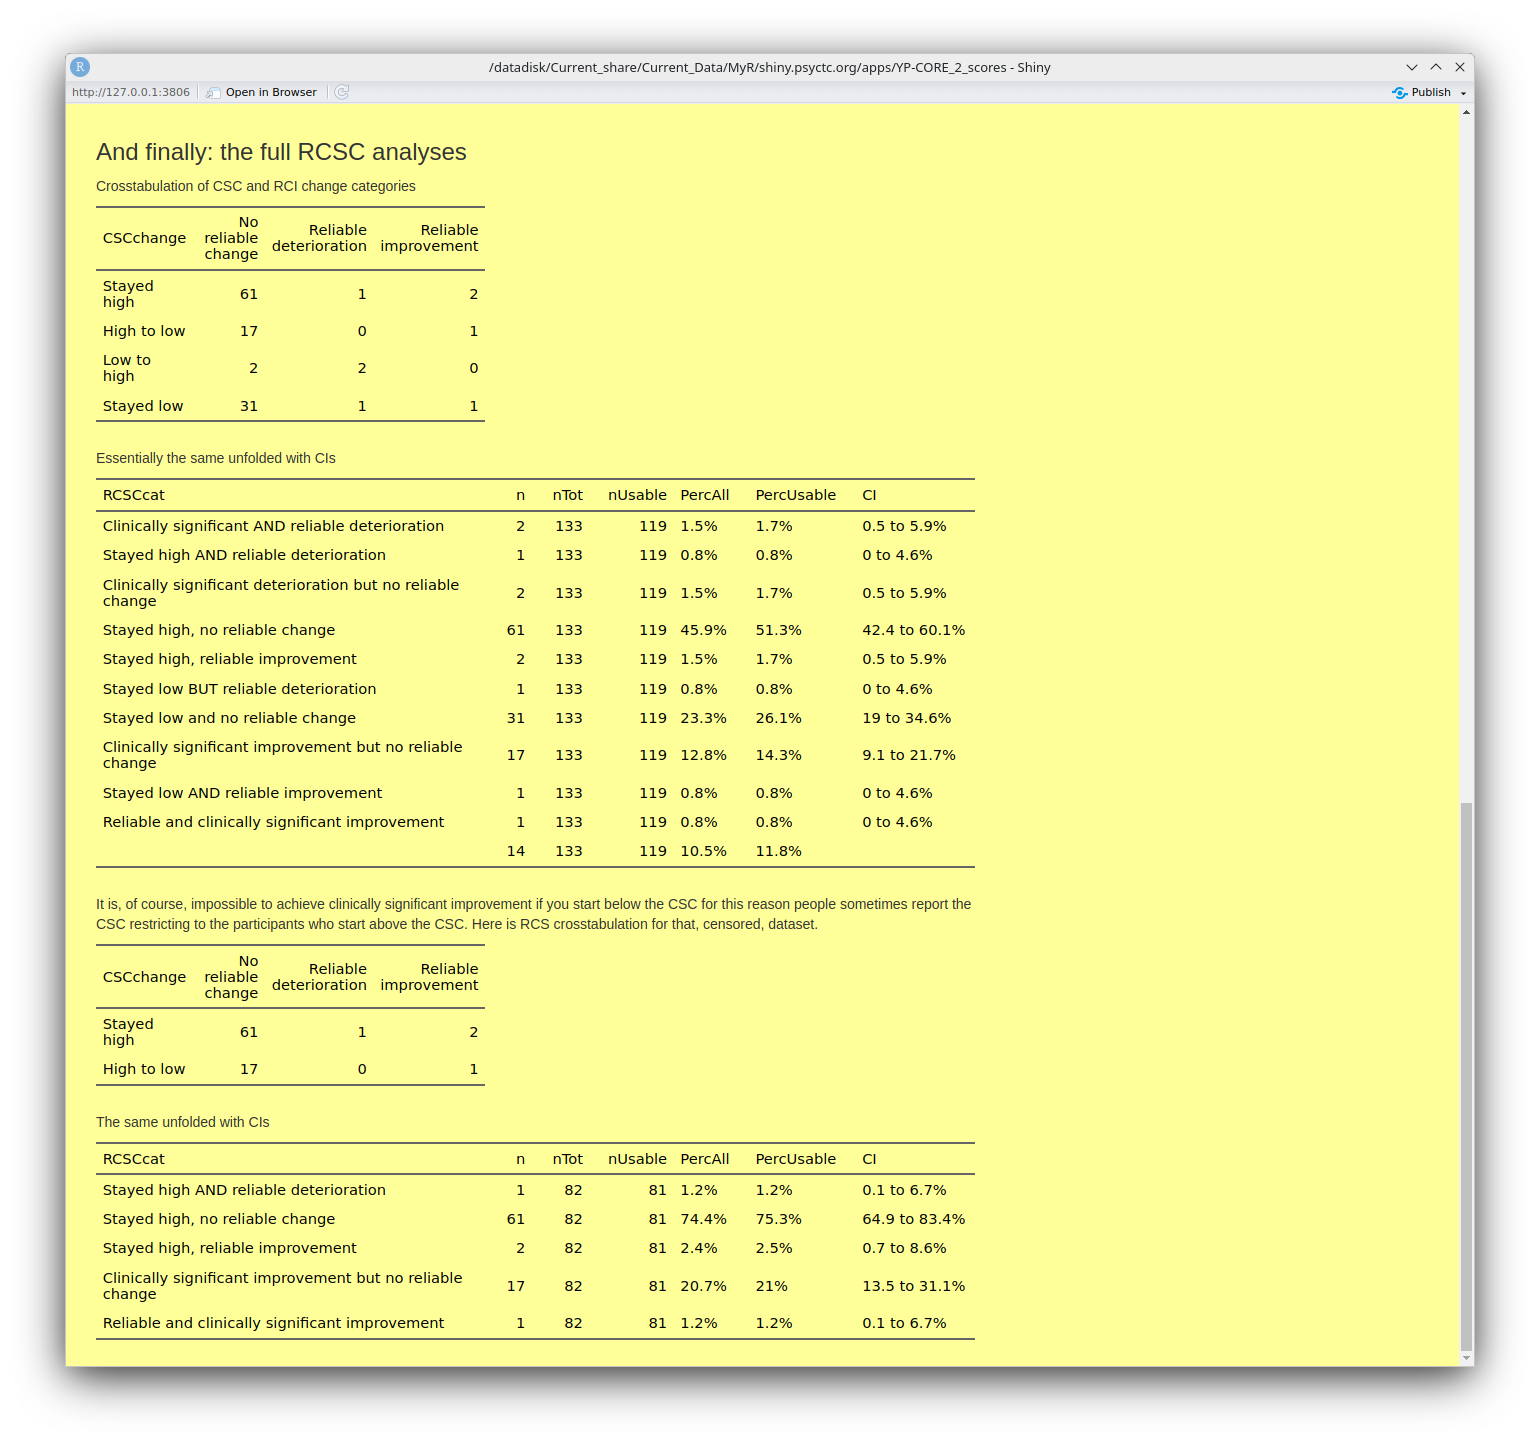 R
/datadisk/Current_share/Current_Data/MyR/shiny.psyctc.org/apps/YP-CORE_2_scores - Shiny
http://127.0.0.1:3806 Open in Browser Publish
And finally: the full RCSC analyses
Crosstabulation of CSC and RCI change categories
CSCchange No reliable change Reliable deterioration Reliable improvement
Stayed high 61 1 2
High to low 17 0 1
Low to high 2 2 0
Stayed low 31 1 1
Essentially the same unfolded with CIs
RCSCcat n nTot nUsable PercAll PercUsable CI
Clinically significant AND reliable deterioration 2 133 119 1.5% 1.7% 0.5 to 5.9%
Stayed high AND reliable deterioration 1 133 119 0.8% 0.8% 0 to 4.6%
Clinically significant deterioration but no reliable change 2 133 119 1.5% 1.7% 0.5 to 5.9%
Stayed high, no reliable change 61 133 119 45.9% 51.3% 42.4 to 60.1%
Stayed high, reliable improvement 2 133 119 1.5% 1.7% 0.5 to 5.9%
Stayed low BUT reliable deterioration 1 133 119 0.8% 0.8% 0 to 4.6%
Stayed low and no reliable change 31 133 119 23.3% 26.1% 19 to 34.6%
Clinically significant improvement but no reliable change 17 133 119 12.8% 14.3% 9.1 to 21.7%
Stayed low AND reliable improvement 1 133 119 0.8% 0.8% 0 to 4.6%
Reliable and clinically significant improvement 1 133 119 0.8% 0.8% 0 to 4.6%
14 133 119 10.5% 11.8%
It is, of course, impossible to achieve clinically significant improvement if you start below the CSC for this reason people sometimes report the
CSC restricting to the participants who start above the CSC. Here is RCS crosstabulation for that, censored, dataset.
CSCchange No reliable change Reliable deterioration Reliable improvement
Stayed high 61 1 2
High to low 17 0 1
The same unfolded with CIs
RCSCcat n nTot nUsable PercAll PercUsable CI
Stayed high AND reliable deterioration 1 82 81 1.2% 1.2% 0.1 to 6.7%
Stayed high, no reliable change 61 82 81 74.4% 75.3% 64.9 to 83.4%
Stayed high, reliable improvement 2 82 81 2.4% 2.5% 0.7 to 8.6%
Clinically significant improvement but no reliable change 17 82 81 20.7% 21% 13.5 to 31.1%
Reliable and clinically significant improvement 1 82 81 1.2% 1.2% 0.1 to 6.7%